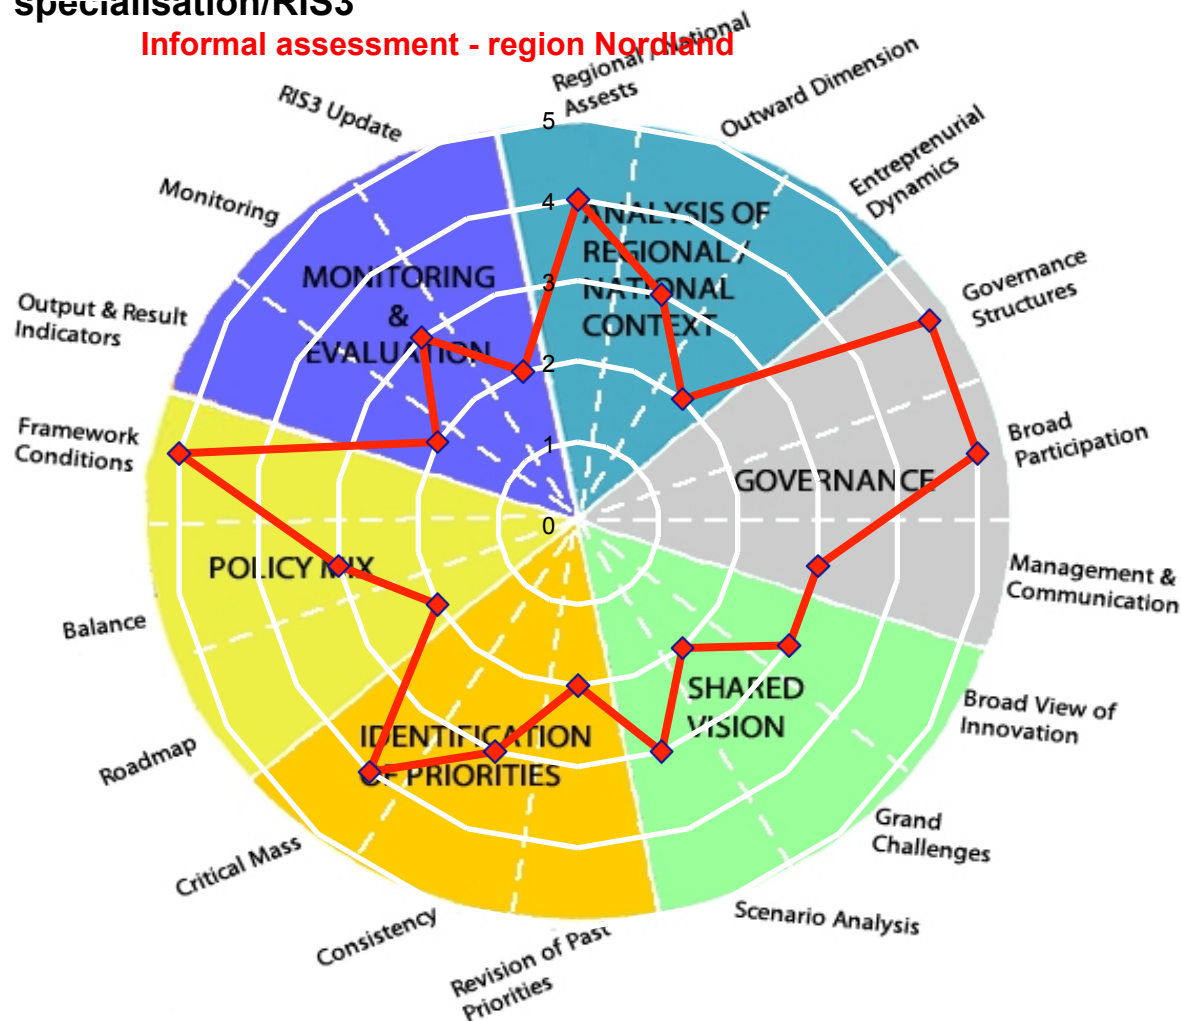 specialisation/RIS3
Informal assessment - region Nordland
Regional / National
Assests
Outward Dimension
Entreprenurial
Dynamics
Governance
Structures
Broad
Participation
Management &
Communication
Broad View of
Innovation
Grand
Challenges
Scenario Analysis
Revision of Past
Priorities
Consistency
Critical Mass
Roadmap
Balance
Framework
Conditions
Output & Result
Indicators
Monitoring
RIS3 Update
5
4
3
2
1
0
ANALYSIS OF
REGIONAL /
NATIONAL
CONTEXT
GOVERNANCE
SHARED
VISION
IDENTIFICATION
OF PRIORITIES
POLICY MIX
MONITORING
&
EVALUATION